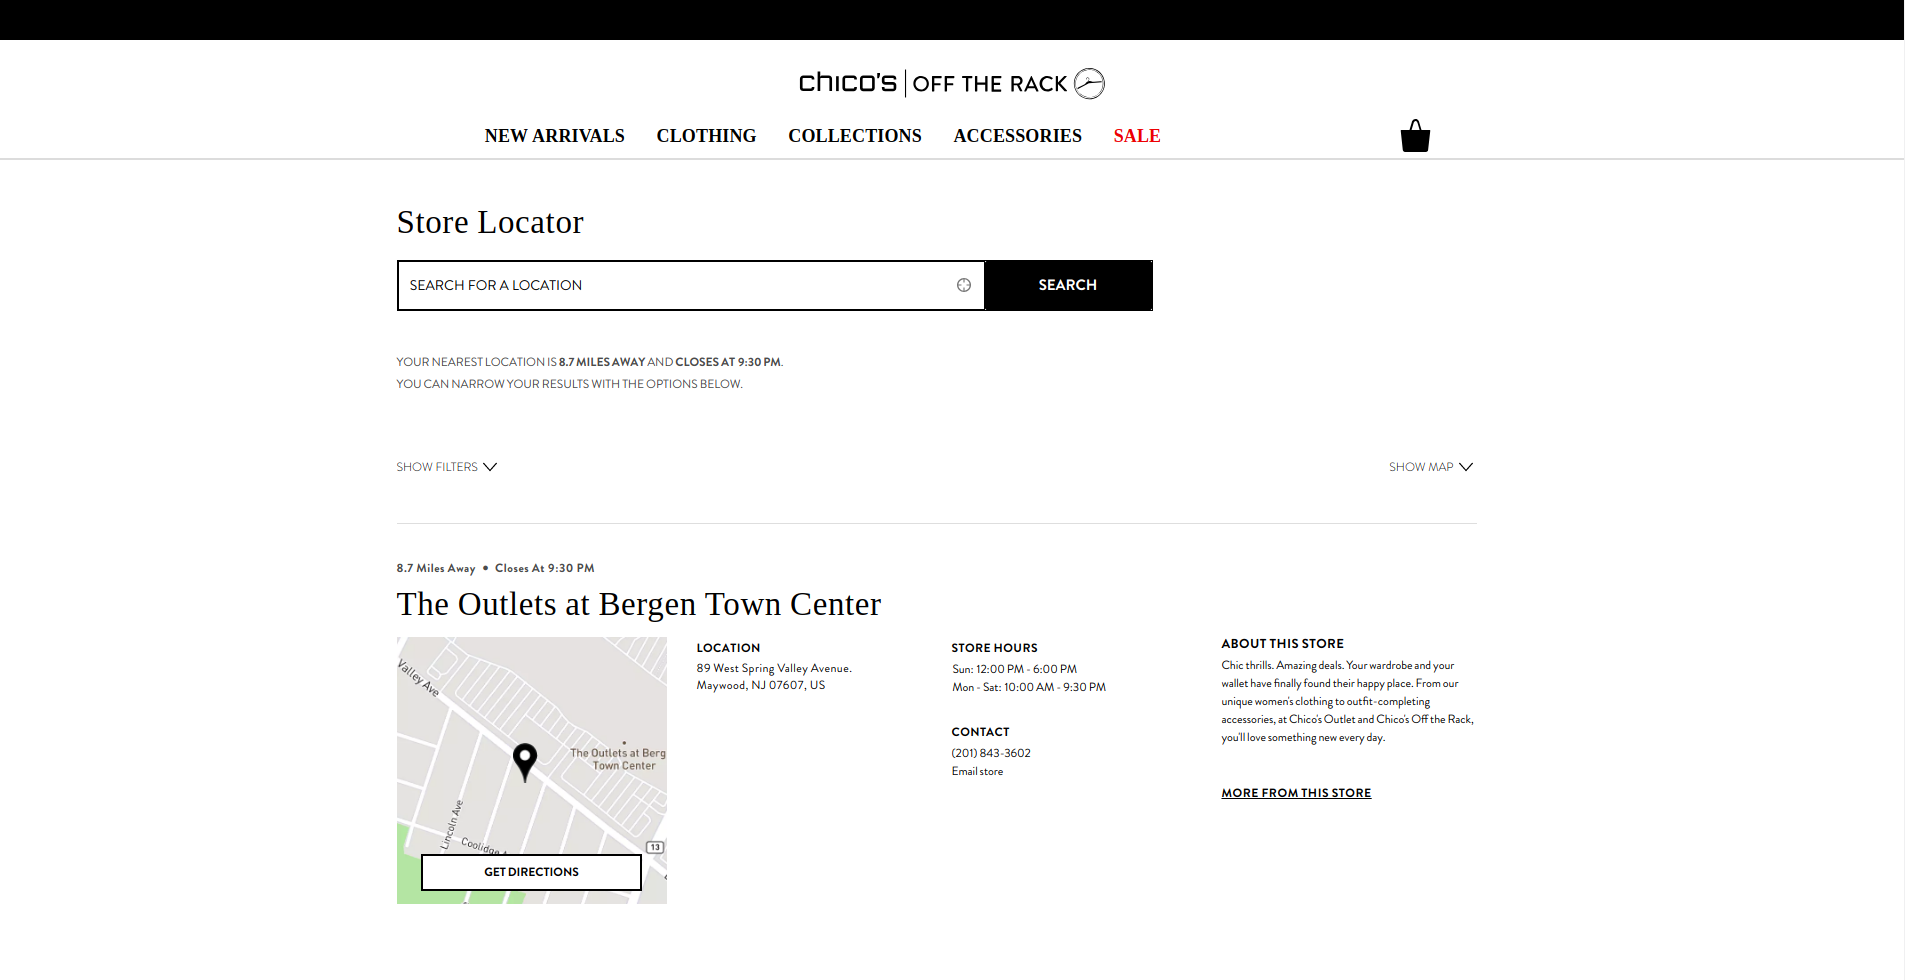 chico's OFF THE RACK
NEW ARRIVALS CLOTHING COLLECTIONS ACCESSORIES SALE
Store Locator
SEARCH FOR A LOCATION
SEARCH
YOUR NEAREST LOCATION IS 8.7 MILES AWAY AND CLOSES AT 9:30 PM.
YOU CAN NARROW YOUR RESULTS WITH THE OPTIONS BELOW.
SHOW FILTERS
SHOW MAP
8.7 Miles Away • Closes At 9:30 PM
The Outlets at Bergen Town Center
Valley Ave
The Outlets at Berg
Town Center
Lincoln Ave
Coolidge
13
GET DIRECTIONS
LOCATION
89 West Spring Valley Avenue.
Maywood, NJ 07607, US
STORE HOURS
Sun: 12:00 PM - 6:00 PM
Mon - Sat: 10:00 AM - 9:30 PM
CONTACT
(201) 843-3602
Email store
ABOUT THIS STORE
Chic thrills. Amazing deals. Your wardrobe and your
wallet have finally found their happy place. From our
unique women's clothing to outfit-completing
accessories, at Chico's Outlet and Chico's Off the Rack,
you'll love something new every day.
MORE FROM THIS STORE